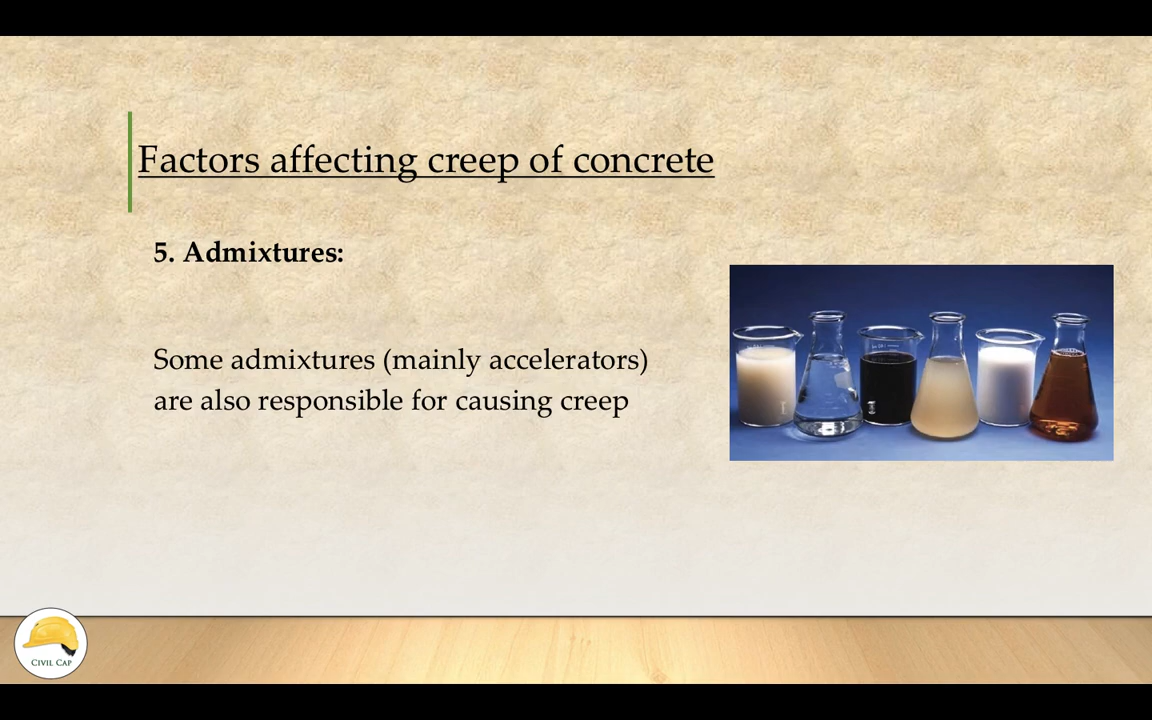 Factors affecting creep of concrete
5. Admixtures:
Some admixtures (mainly accelerators)
are also responsible for causing creep
CIVIL CAP